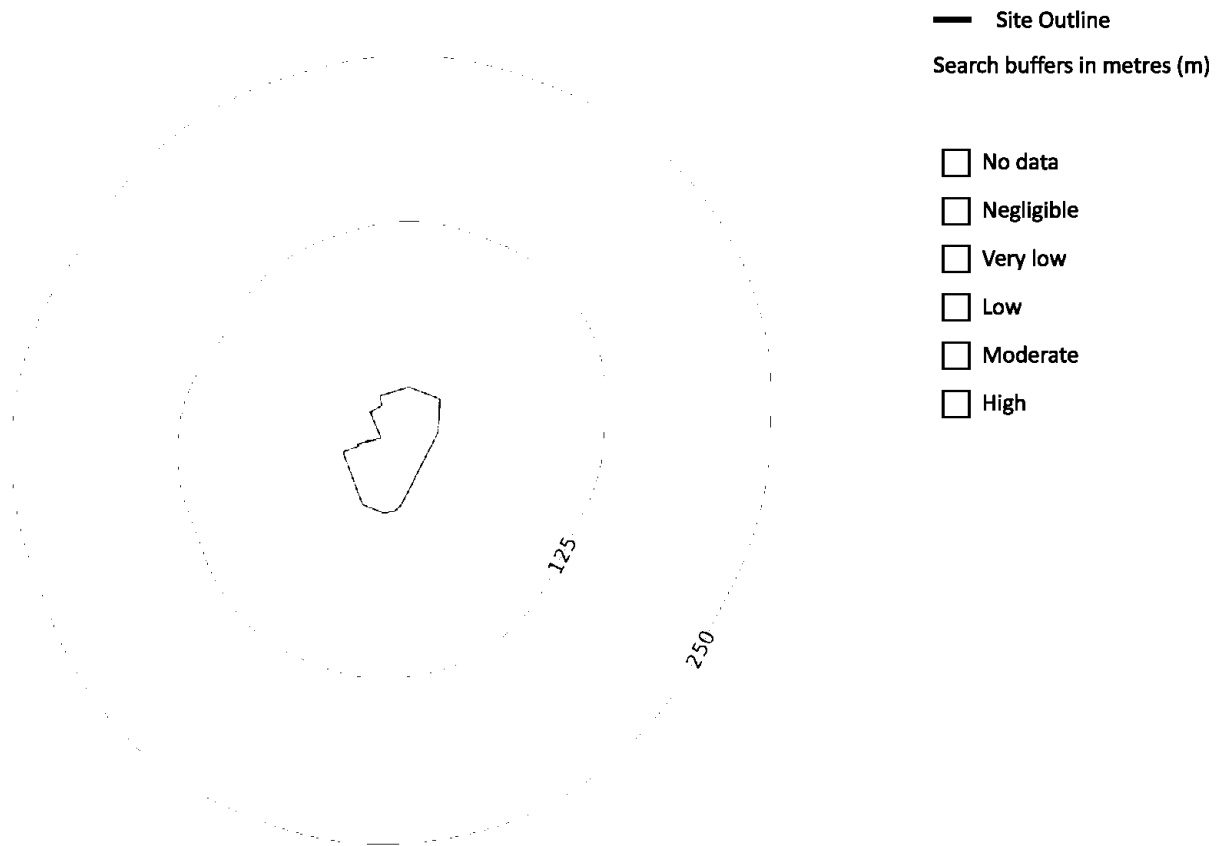 Site Outline
Search buffers in metres (m)
No data
Negligible
Very low
Low
Moderate
High
125
250